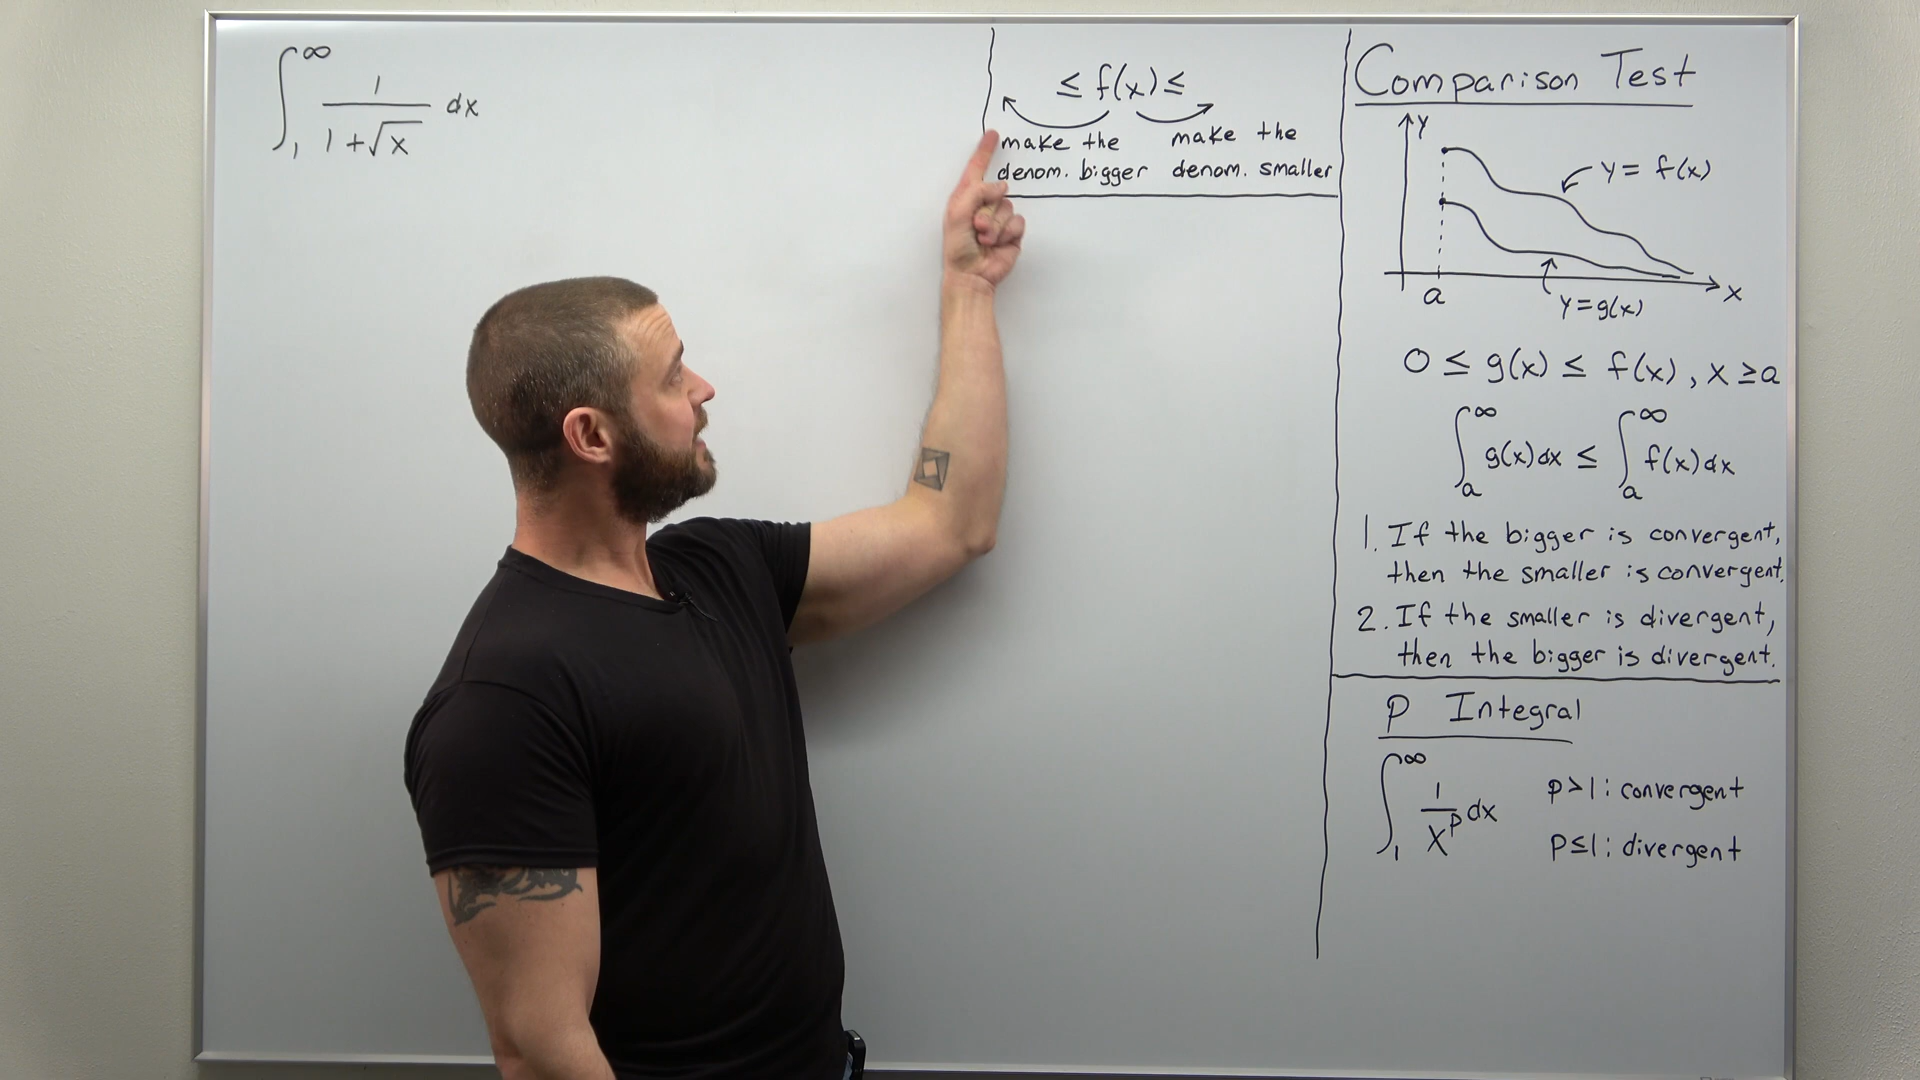 ∫₁^∞ 1/(1+√x) dx
≤ f(x) ≤
make the denom. bigger
make the denom. smaller
Comparison Test
y
y = f(x)
a
x
y=g(x)
0 ≤ g(x) ≤ f(x), x ≥ a
∫ₐ^∞ g(x)dx ≤ ∫ₐ^∞ f(x)dx
1. If the bigger is convergent,
then the smaller is convergent.
2. If the smaller is divergent,
then the bigger is divergent.
P Integral
∫₁^∞ 1/x^p dx
p>1: convergent
p≤1: divergent